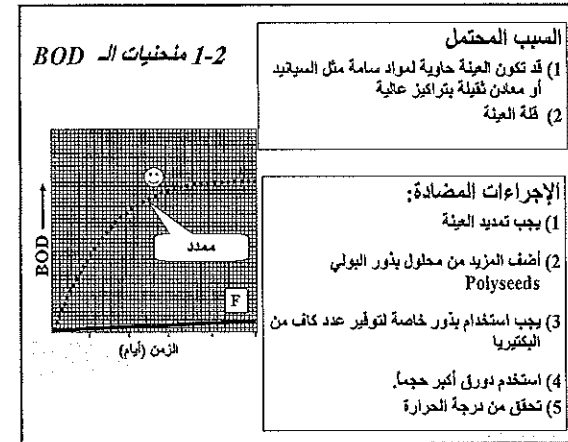 1-2 منحنيات الـ BOD
السبب المحتمل
1) قد تكون العينة حاوية لمواد سامة مثل السيانيد
أو معادن ثقيلة بتراكيز عالية
2) قلة العينة
BOD
ممدد
F
الزمن (أيام)
الإجراءات المضادة:
1) يجب تمديد العينة
2) أضف المزيد من محلول بذور البولي
Polyseeds
3) يجب استخدام بذور خاصة لتوفير عدد كاف من
البكتيريا
4) استخدم دورق أكبر حجماً.
5) تحقق من درجة الحرارة